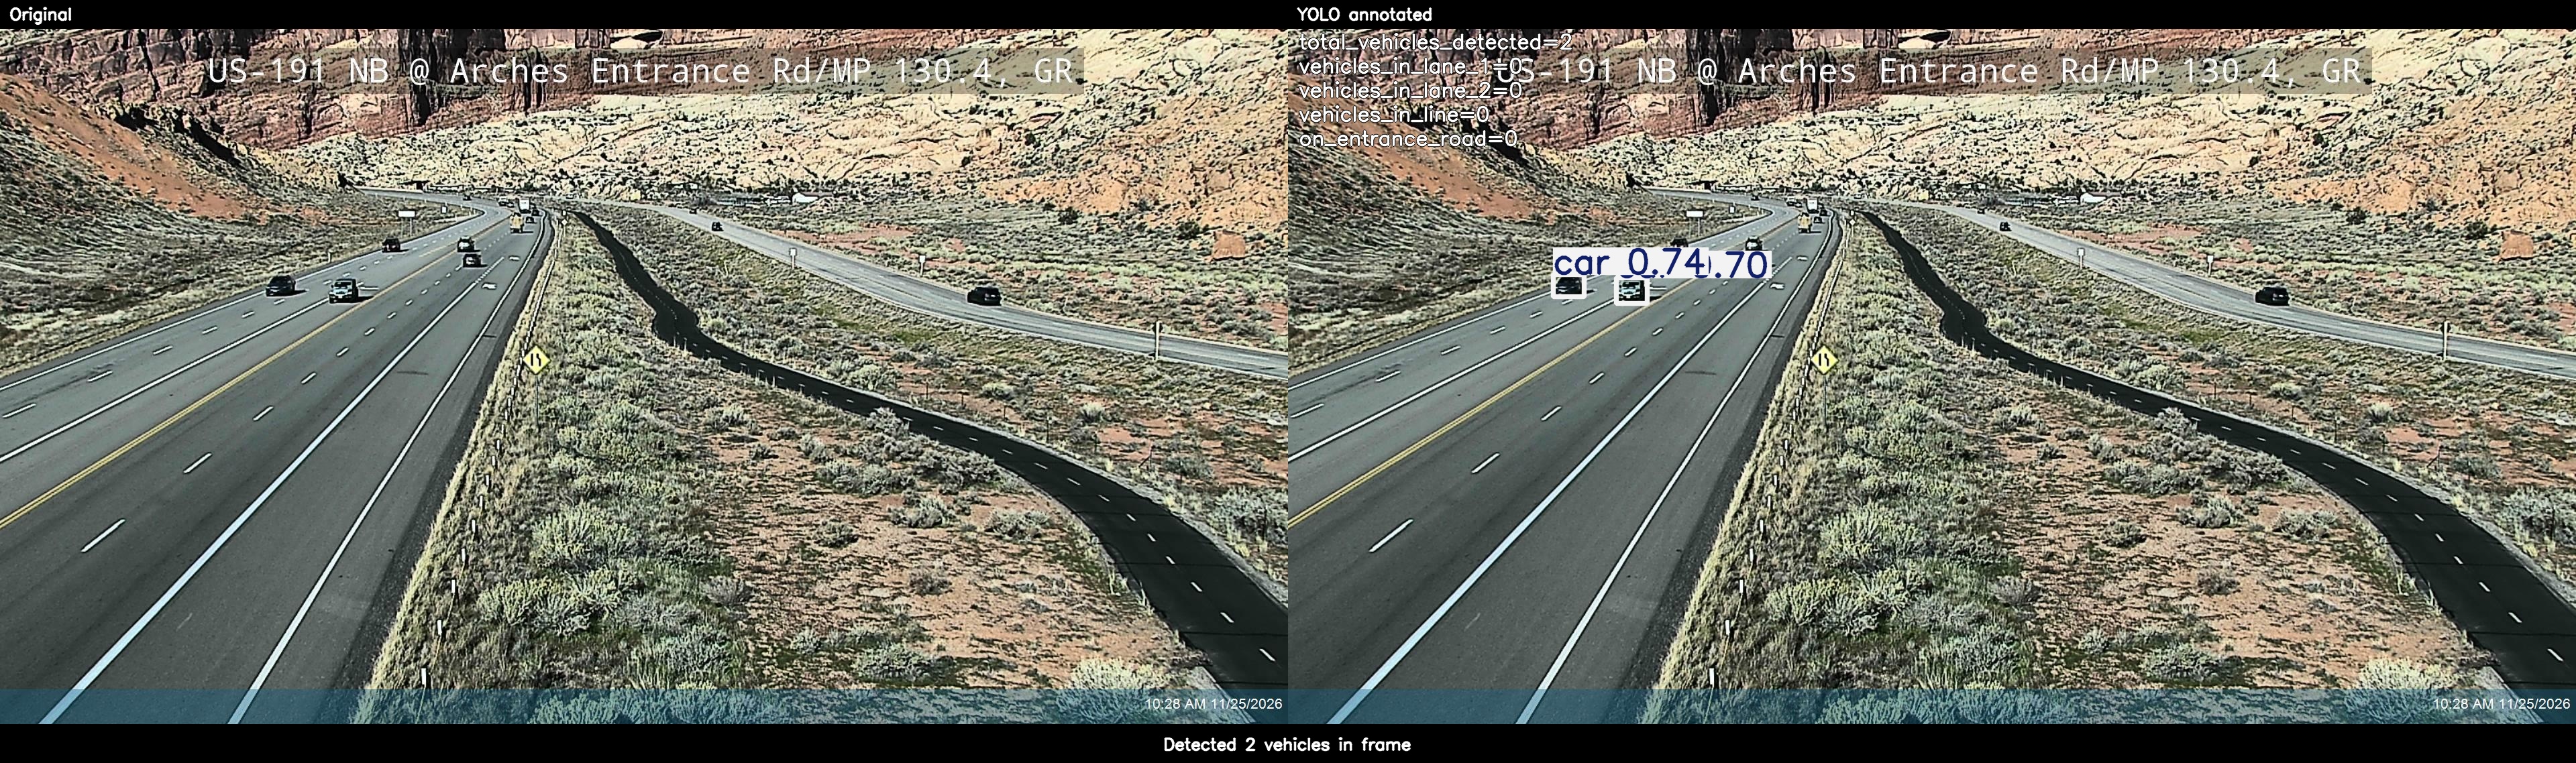 Original
YOLO annotated
US-191 NB @ Arches Entrance Rd/MP 130.4, GR
total_vehicles_detected=2
vehicles_in_lane_1=0
US-191 NB @ Arches Entrance Rd/MP 130.4, GR
vehicles_in_lane_2=0
vehicles_in_line=0
on_entrance_road=0
car 0.74
0.70
10:28 AM 11/25/2026
10:28 AM 11/25/2026
Detected 2 vehicles in frame